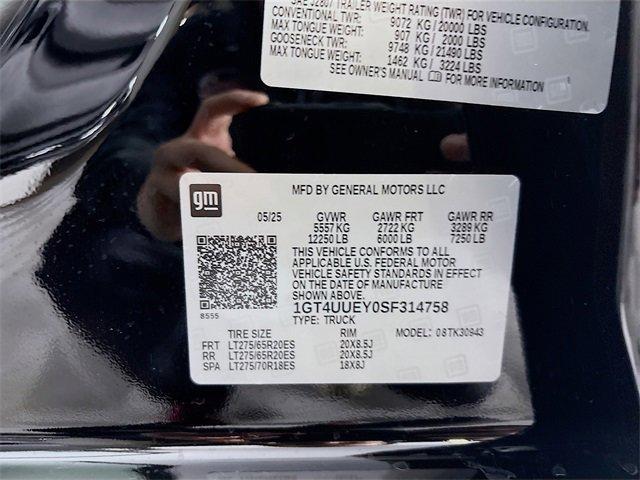 SAE J2807 TRAILER WEIGHT RATING (TWR) FOR VEHICLE CONFIGURATION.
CONVENTIONAL TWR: 9072 KG / 20000 LBS
MAX TONGUE WEIGHT: 907 KG / 2000 LBS
GOOSENECK TWR: 9748 KG / 21490 LBS
MAX TONGUE WEIGHT: 1462 KG / 3224 LBS
SEE OWNER'S MANUAL FOR MORE INFORMATION
gm MFD BY GENERAL MOTORS LLC
05/25 GVWR GAWR FRT GAWR RR
5557 KG 2722 KG 3289 KG
12250 LB 6000 LB 7250 LB
THIS VEHICLE CONFORMS TO ALL
APPLICABLE U.S. FEDERAL MOTOR
VEHICLE SAFETY STANDARDS IN EFFECT
ON THE DATE OF MANUFACTURE
SHOWN ABOVE.
8555
1GT4UUEY0SF314758
TYPE: TRUCK
TIRE SIZE RIM MODEL: 08TK30943
FRT LT275/65R20ES 20X8.5J
RR LT275/65R20ES 20X8.5J
SPA LT275/70R18ES 18X8J